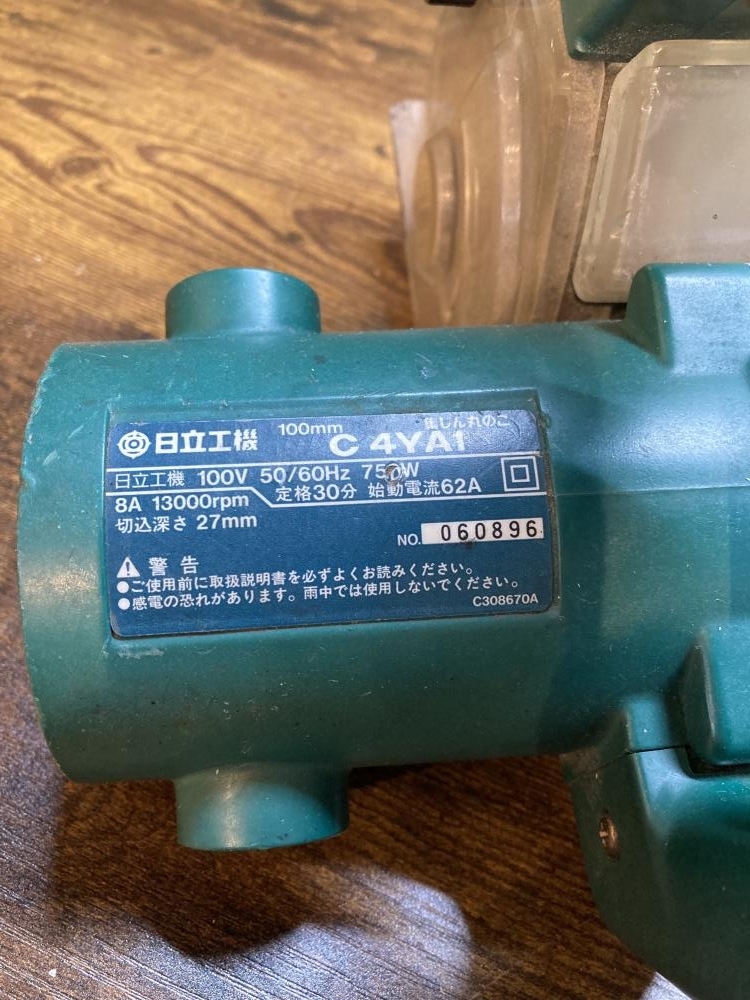 日立工機 100mm 集じん丸のこ
C 4YA1
日立工機 100V 50/60Hz 750W
8A 13000rpm 定格30分 始動電流62A
切込深さ 27mm
NO. 060896
警告
●ご使用前に取扱説明書を必ずよくお読みください。
●感電の恐れがあります。雨中では使用しないでください。
C308670A